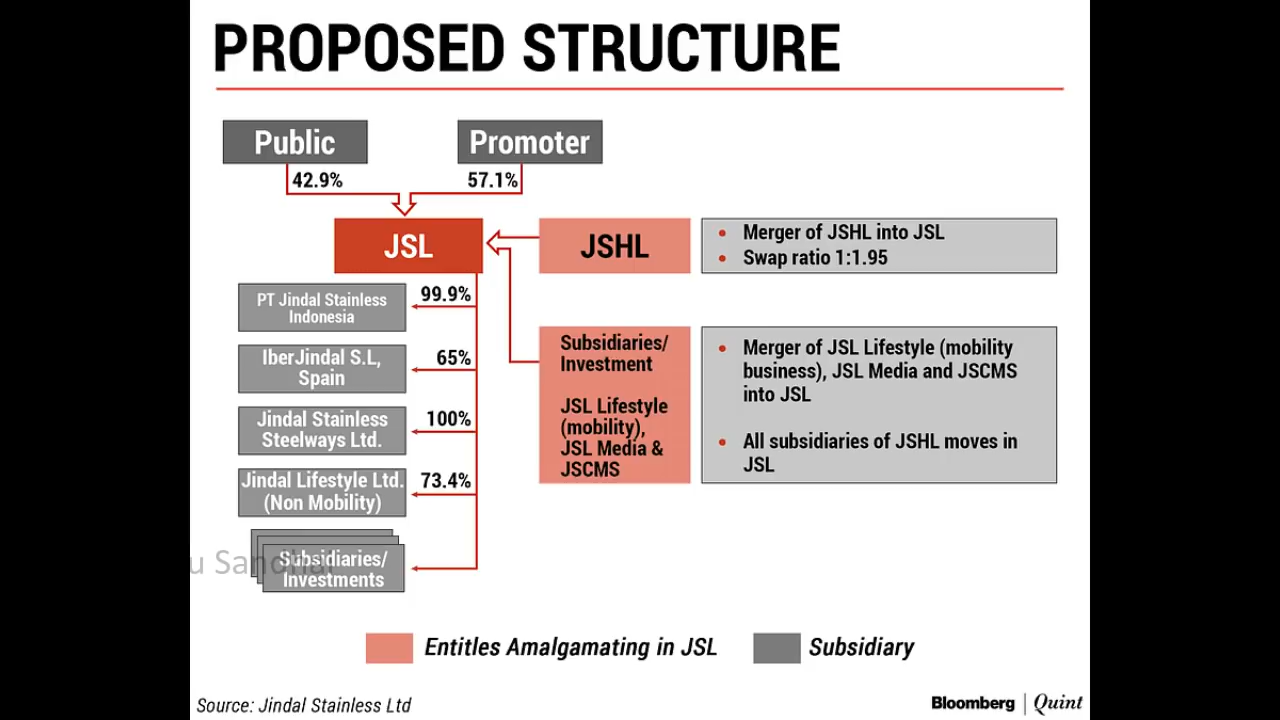 PROPOSED STRUCTURE
Public
Promoter
42.9%
57.1%
JSL
JSHL
• Merger of JSHL into JSL
• Swap ratio 1:1.95
PT Jindal Stainless
Indonesia
99.9%
IberJindal S.L,
Spain
65%
Jindal Stainless
Steelways Ltd.
100%
Jindal Lifestyle Ltd.
(Non Mobility)
73.4%
Subsidiaries/
Investments
Subsidiaries/
Investment
JSL Lifestyle
(mobility),
JSL Media &
JSCMS
• Merger of JSL Lifestyle (mobility
business), JSL Media and JSCMS
into JSL
• All subsidiaries of JSHL moves in
JSL
Entitles Amalgamating in JSL
Subsidiary
Source: Jindal Stainless Ltd
Bloomberg | Quint